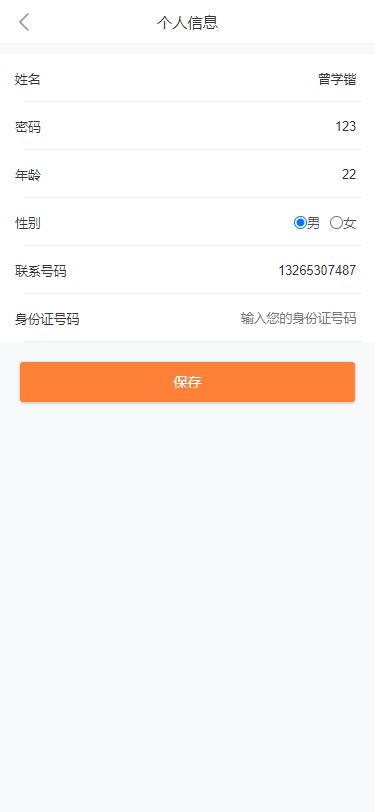 个人信息
姓名 曾学锴
密码 123
年龄 22
性别 男 女
联系号码 13265307487
身份证号码 输入您的身份证号码
保存